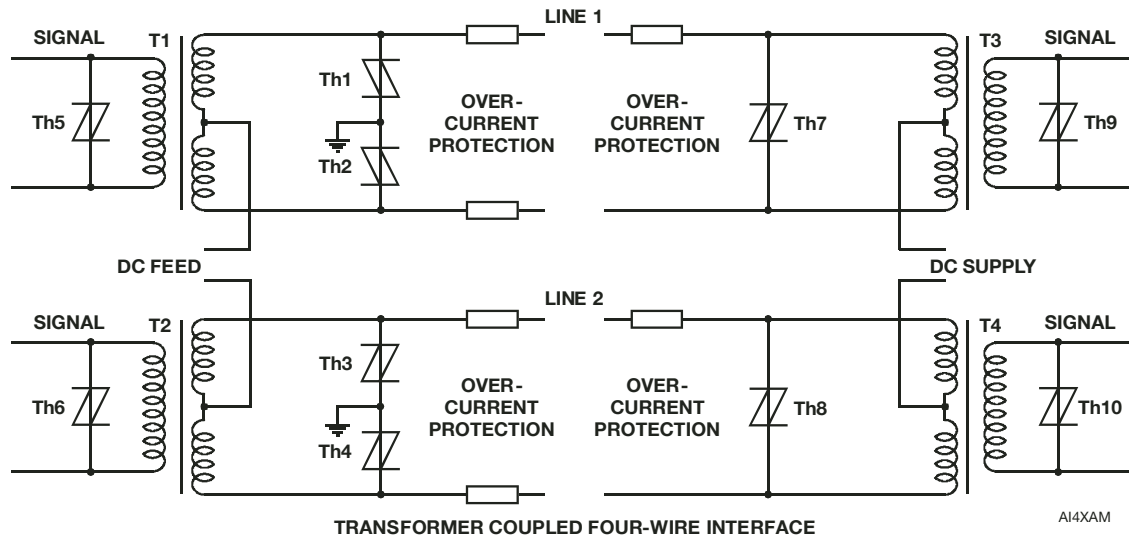 LINE 1
SIGNAL
T1
T3
SIGNAL
Th1
OVER-
CURRENT
PROTECTION
OVER-
CURRENT
PROTECTION
Th5
Th7
Th9
Th2
DC FEED
DC SUPPLY
LINE 2
SIGNAL
T2
T4
SIGNAL
Th3
OVER-
CURRENT
PROTECTION
OVER-
CURRENT
PROTECTION
Th6
Th8
Th10
Th4
TRANSFORMER COUPLED FOUR-WIRE INTERFACE
AI4XAM